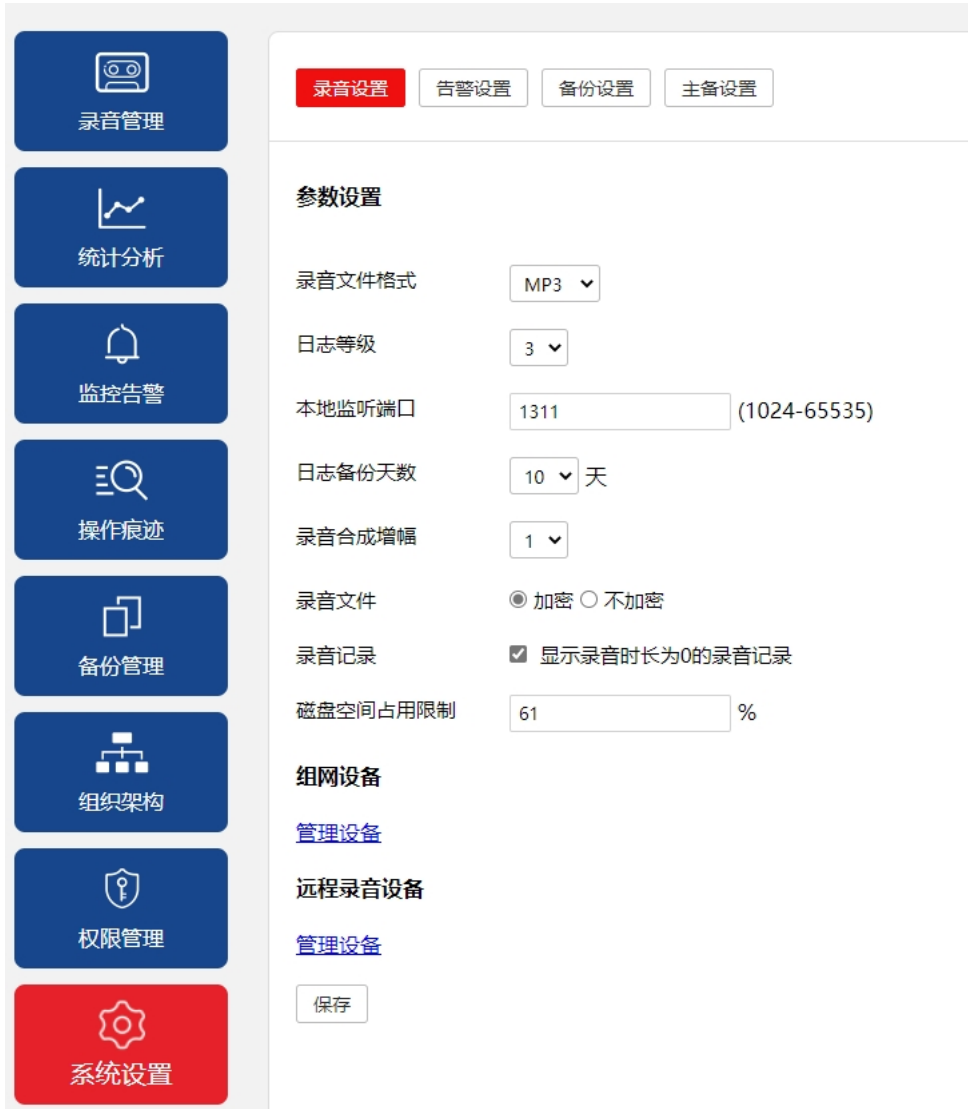 录音管理
统计分析
监控告警
操作痕迹
备份管理
组织架构
权限管理
系统设置
录音设置 告警设置 备份设置 主备设置
参数设置
录音文件格式 MP3
日志等级 3
本地监听端口 1311 (1024-65535)
日志备份天数 10 天
录音合成增幅 1
录音文件 加密 不加密
录音记录 显示录音时长为0的录音记录
磁盘空间占用限制 61 %
组网设备
管理设备
远程录音设备
管理设备
保存